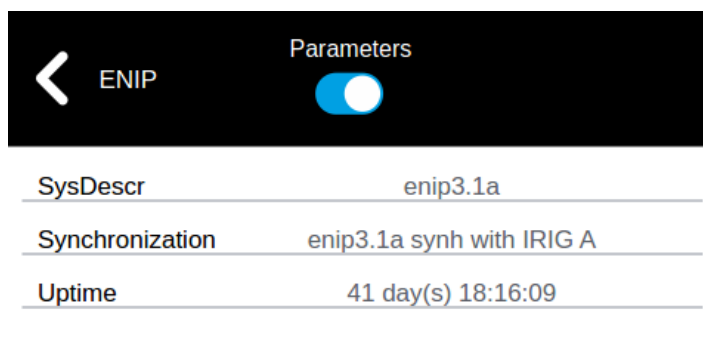 Parameters
ENIP
SysDescr enip3.1a
Synchronization enip3.1a synh with IRIG A
Uptime 41 day(s) 18:16:09